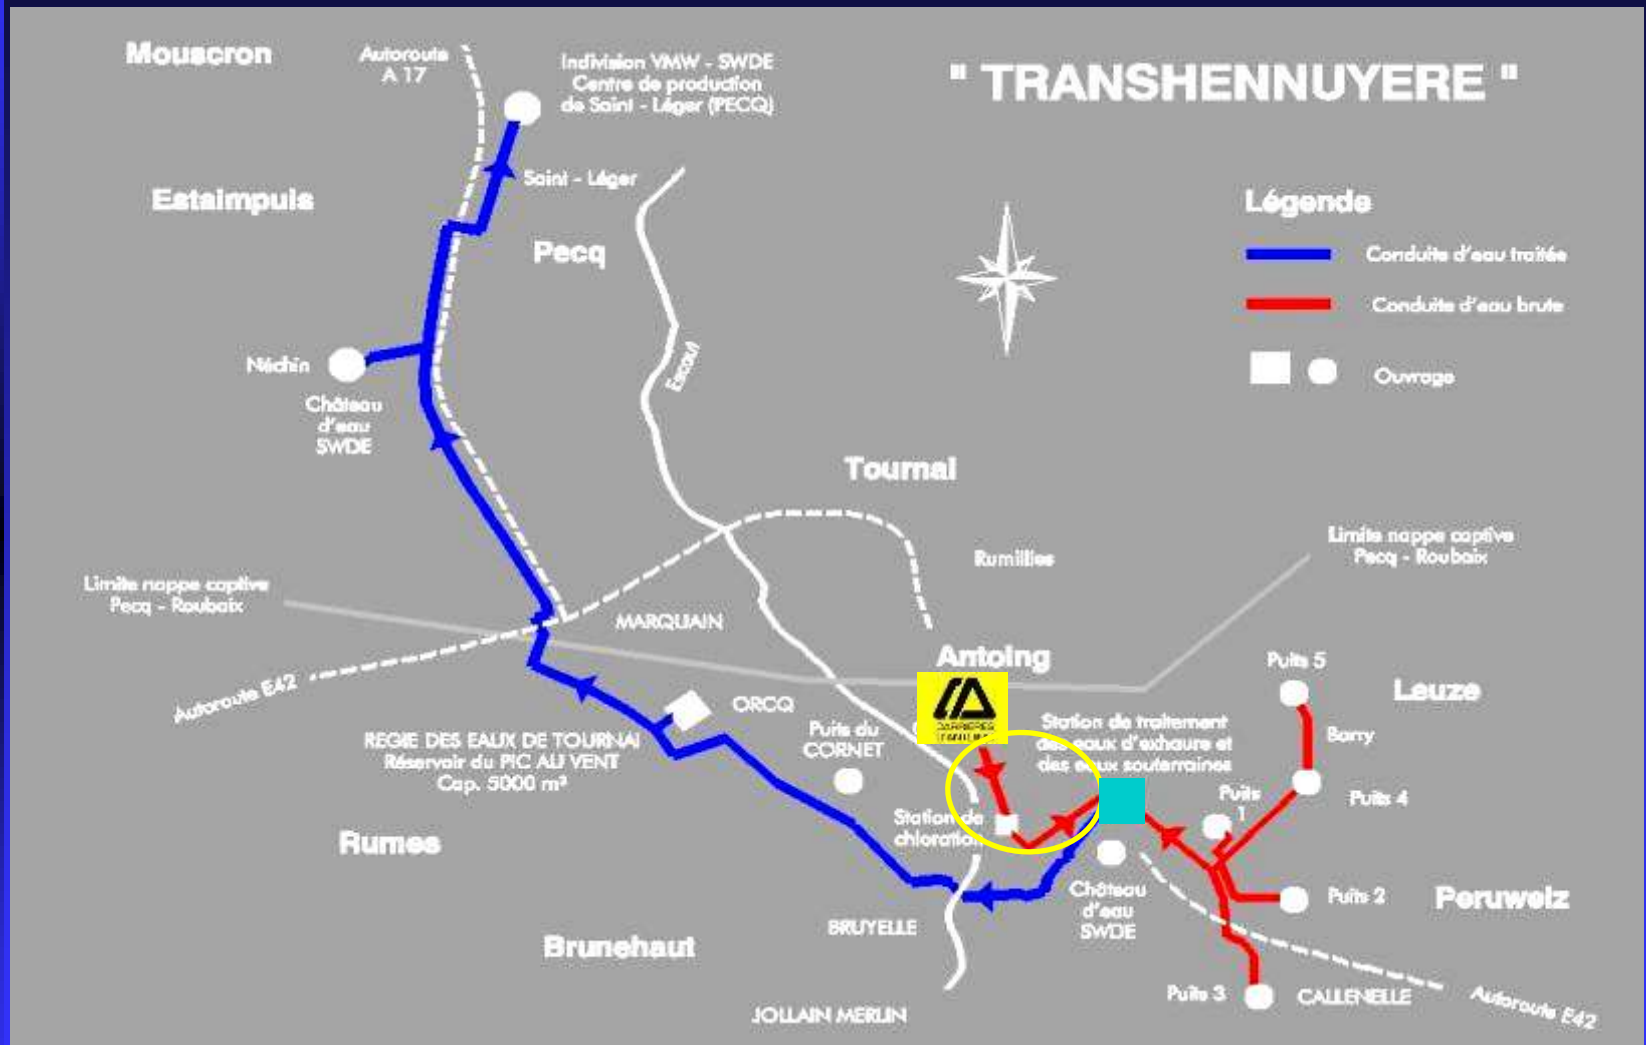 Mouscron
Autoroute
A 17
Indivision VMW - SWDE
Centre de production
de Saint - Léger (PECQ)
" TRANSHENNUYERE "
Saint - Léger
Estaimpuis
Pecq
Légende
Conduite d'eau traitée
Conduite d'eau brute
Ouvrage
Néchin
Château
d'eau
SWDE
Escaut
Tournai
Rumillies
Limite nappe captive
Pecq - Roubaix
Limite nappe captive
Pecq - Roubaix
MARQUAIN
Autoroute E42
Antoing
CARRIERES
Puits 5
Leuze
ORCQ
Puits du
CORNET
Station de traitement
des eaux d'exhaure et
des eaux souterraines
Barry
REGIE DES EAUX DE TOURNAI
Réservoir du PIC AU VENT
Cap. 5000 m³
Puits
1
Puits 4
Station de
chloration
Rumes
Château
d'eau
SWDE
Puits 2
Peruwelz
BRUYELLE
Brunehaut
Puits 3
CALLENELLE
Autoroute E42
JOLLAIN MERLIN